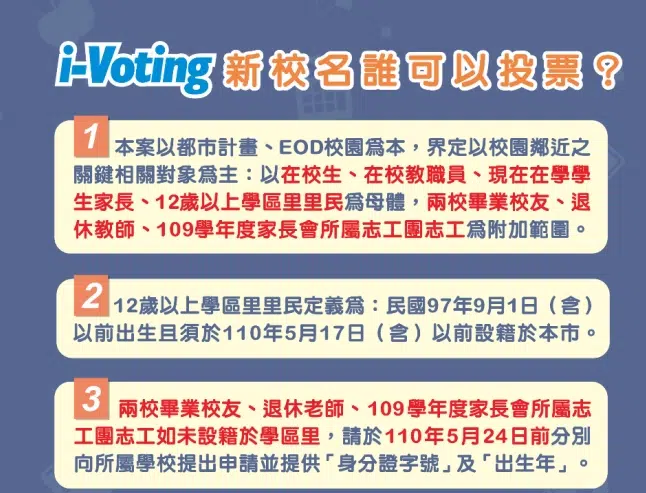 i-Voting 新校名誰可以投票？
1 本案以都市計畫、EOD校園為本，界定以校園鄰近之
關鍵相關對象為主：以在校生、在校教職員、現在在學學
生家長、12歲以上學區里里民為母體，兩校畢業校友、退
休教師、109學年度家長會所屬志工團志工為附加範圍。
2 12歲以上學區里里民定義為：民國97年9月1日（含）
以前出生且須於110年5月17日（含）以前設籍於本市。
3 兩校畢業校友、退休老師、109學年度家長會所屬志
工團志工如未設籍於學區里，請於110年5月24日前分別
向所屬學校提出申請並提供「身分證字號」及「出生年」。